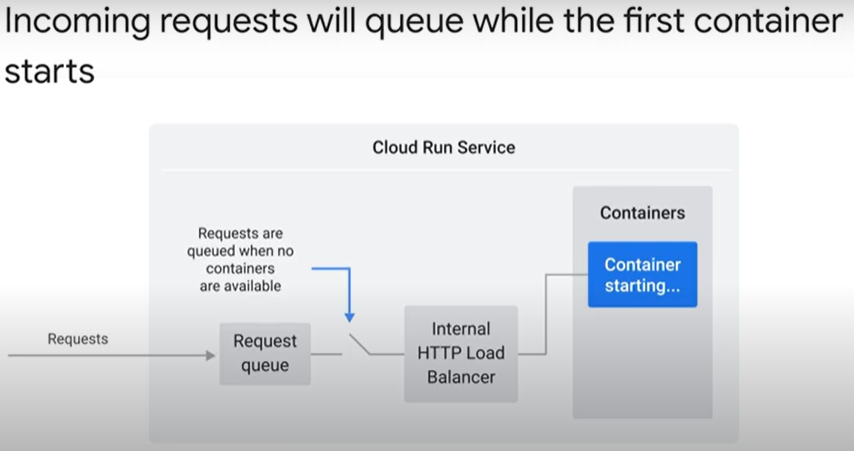 Incoming requests will queue while the first container
starts
Cloud Run Service
Requests are
queued when no
containers
are available
Containers
Container
starting...
Requests
Request
queue
Internal
HTTP Load
Balancer